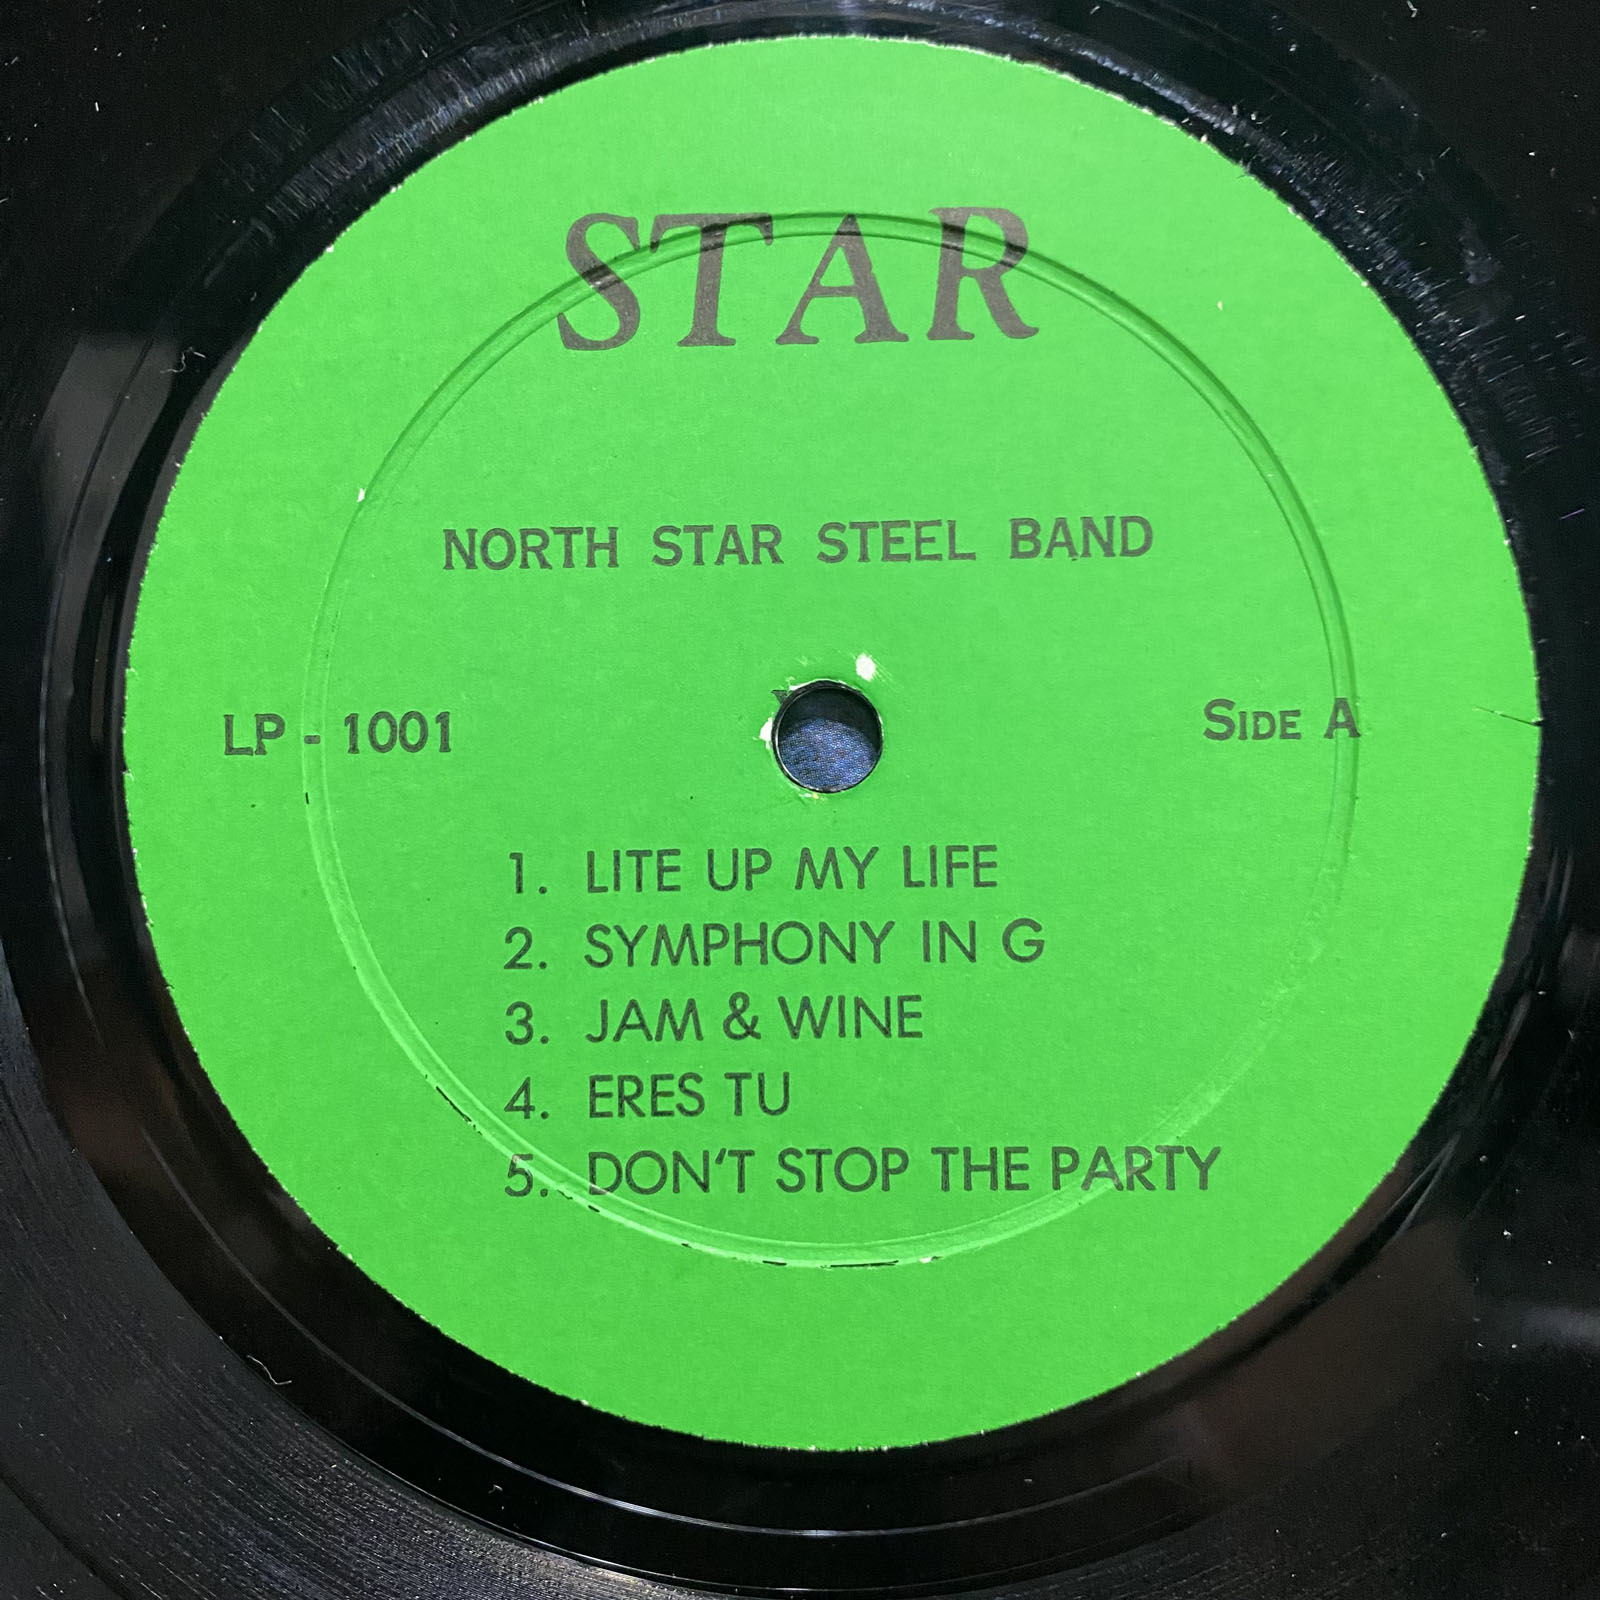 STAR
NORTH STAR STEEL BAND
LP - 1001
SIDE A
1. LITE UP MY LIFE
2. SYMPHONY IN G
3. JAM & WINE
4. ERES TU
5. DON'T STOP THE PARTY